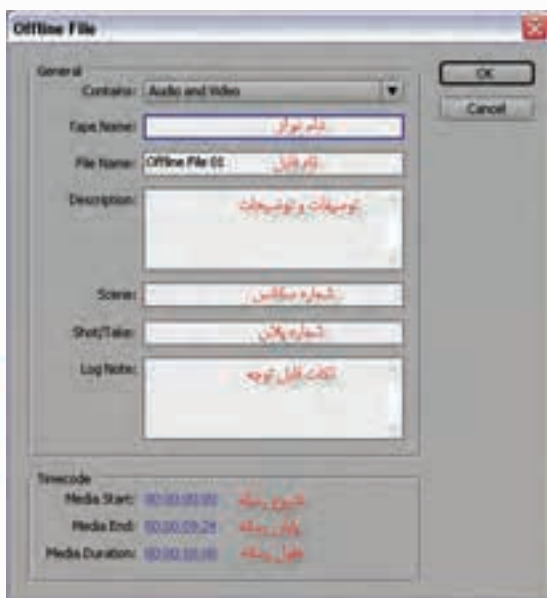 Offline File
General
Contains: Audio and Video
OK
Cancel
Tape Name: نام نوار
File Name: Offline File 01 نام فایل
Description: توصیفات و توضیحات
Scene: شماره سکانس
Shot/Take: شماره پلان
Log Note: نکات قابل توجه
Timecode
Media Start: 00:00:00:00 شروع رسانه
Media End: 00:00:09:24 پایان رسانه
Media Duration: 00:00:10:00 طول رسانه